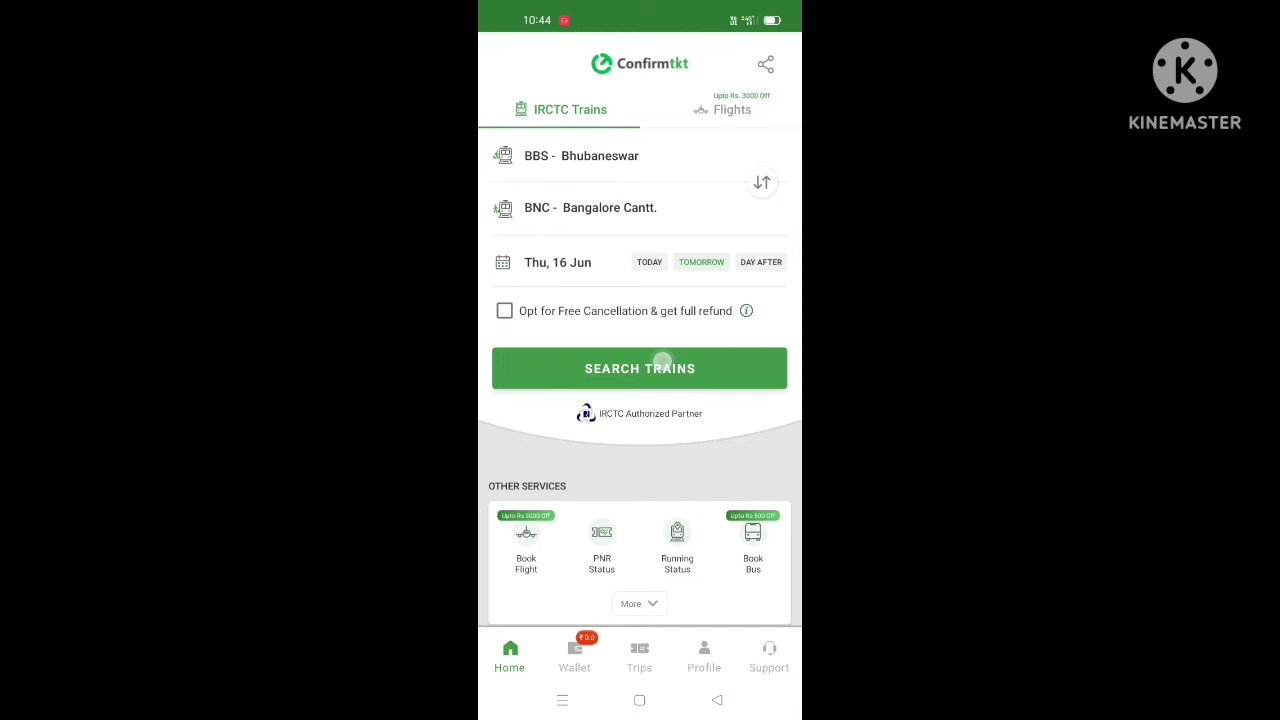 10:44
Confirmtkt
Upto Rs. 3000 Off
IRCTC Trains
Flights
BBS - Bhubaneswar
BNC - Bangalore Cantt.
Thu, 16 Jun
TODAY
TOMORROW
DAY AFTER
Opt for Free Cancellation & get full refund
SEARCH TRAINS
IRCTC Authorized Partner
OTHER SERVICES
Upto Rs 3000 Off
Upto Rs 500 Off
Book
Flight
PNR
Status
Running
Status
Book
Bus
More
₹ 0.0
Home
Wallet
Trips
Profile
Support
K
KINEMASTER